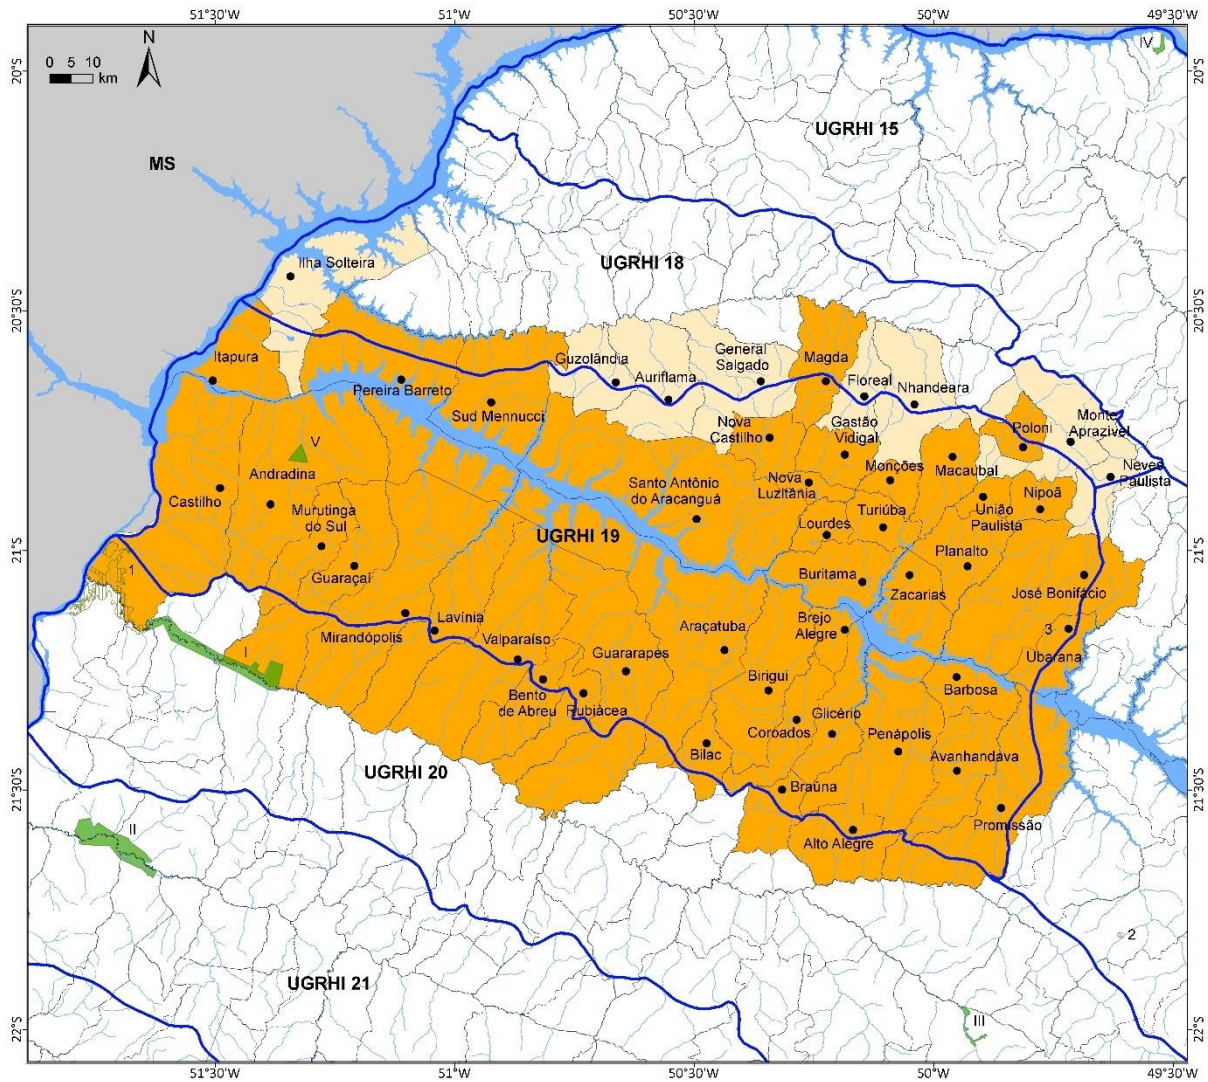 51°30'W 51°W 50°30'W 50°W 49°30'W
N
0 5 10
km
20°S
20°S
IV
UGRHI 15
MS
UGRHI 18
Ilha Solteira
20°30'S
20°30'S
Itapura
Pereira Barreto
Sud Mennucci
Guzolândia
Auriflama
General
Salgado
Magda
Floreal
Nhandeara
Nova
Castilho
Gastão
Vidigal
Poloni
Monte
Aprazível
Neves
Paulista
V
Andradina
Castilho
Murutinga
do Sul
Guaraçaí
Santo Antônio
do Aracanguá
Nova
Luzitânia
Monções
Macaubal
Nipoã
União
Paulista
Turiúba
Lourdes
UGRHI 19
21°S
21°S
1
Planalto
Buritama
Zacarias
José Bonifácio
Mirandópolis
Lavínia
Valparaíso
Araçatuba
Brejo
Alegre
3
Ubarana
I
Guararapes
Birigui
Barbosa
Bento
de Abreu
Rubiácea
Glicério
Coroados
Penápolis
Bilac
Avanhandava
UGRHI 20
21°30'S
21°30'S
Braúna
Promissão
Alto Alegre
II
2
UGRHI 21
III
22°S
22°S
51°30'W 51°W 50°30'W 50°W 49°30'W